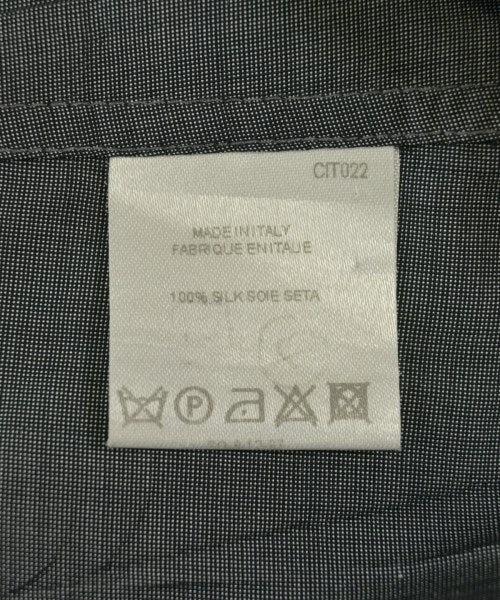 CIT022
MADE IN ITALY
FABRIQUE EN ITALIE
100% SILK SOIE SETA
P